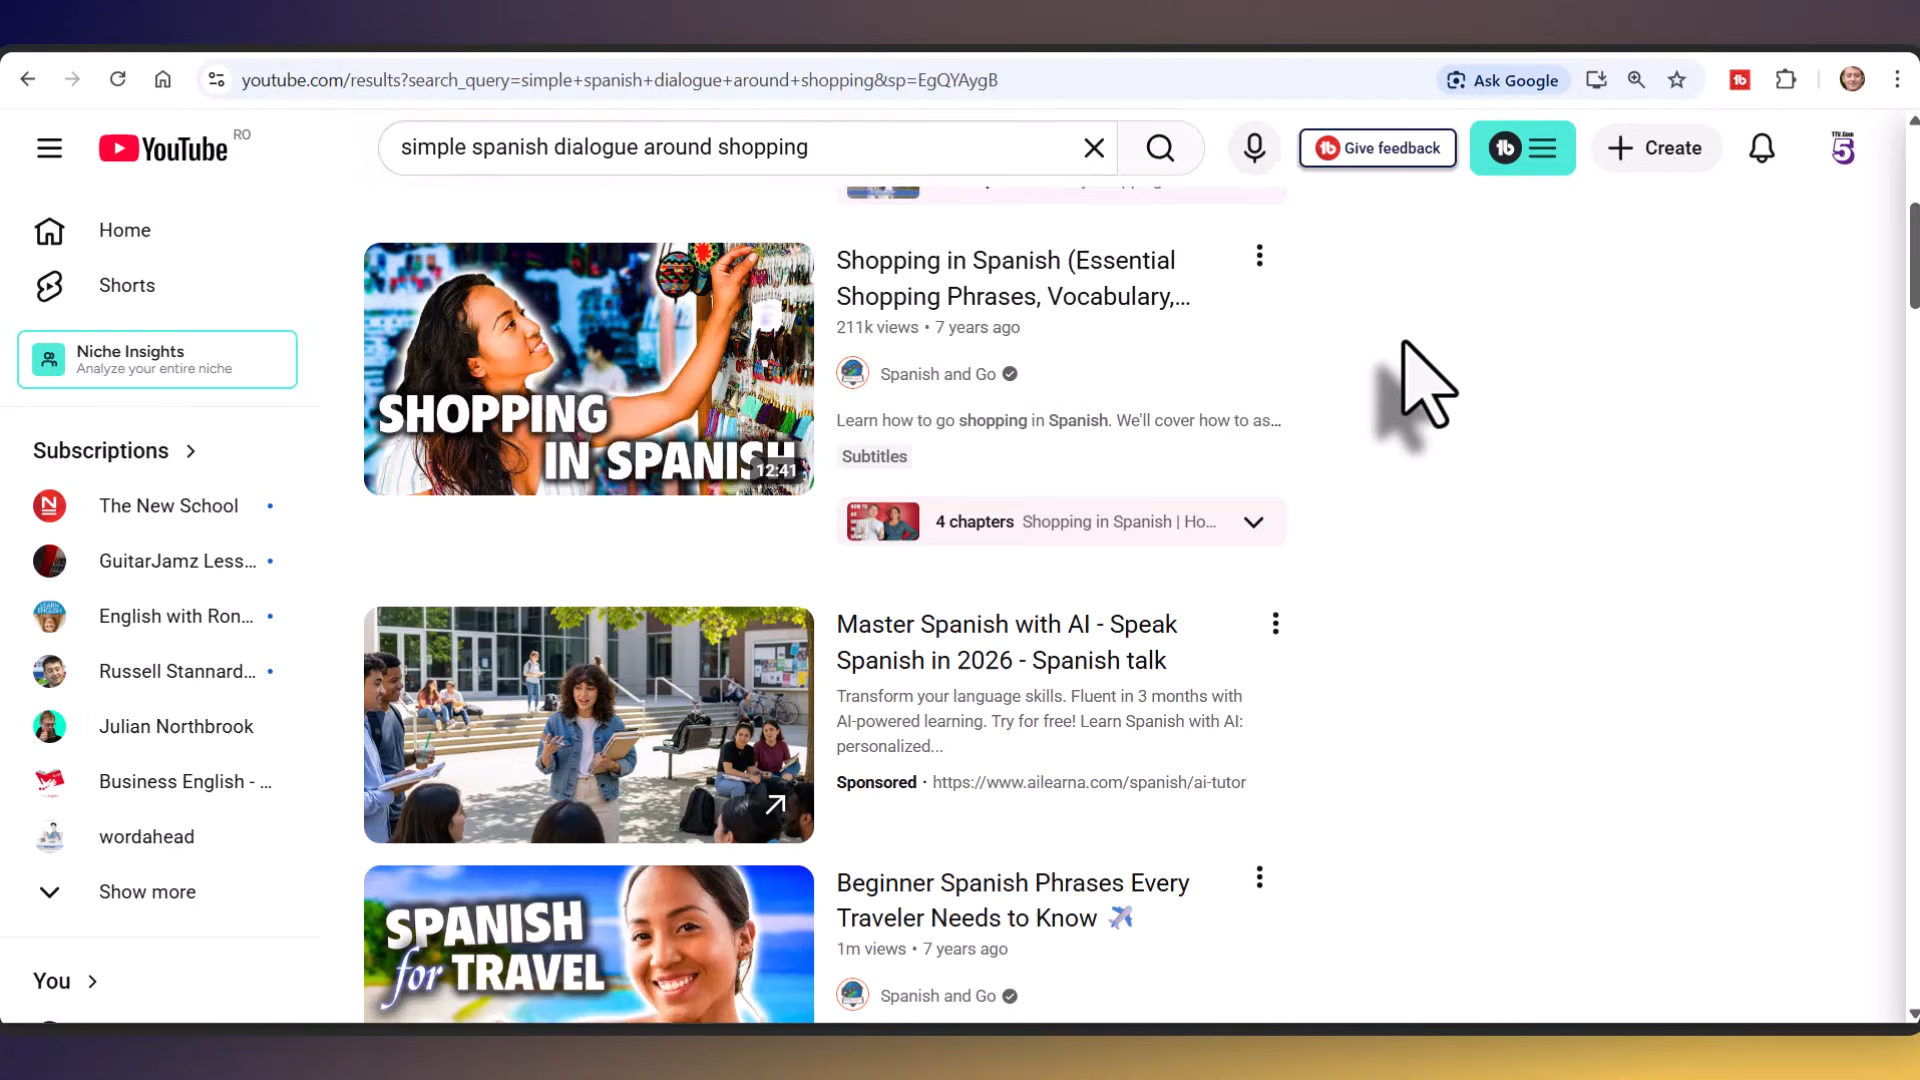 youtube.com/results?search_query=simple+spanish+dialogue+around+shopping&sp=EgQYAygB
Ask Google
YouTube RO
simple spanish dialogue around shopping
Give feedback
Create
TTV.Com
5
Home
Shorts
Niche Insights
Analyze your entire niche
Subscriptions
The New School
GuitarJamz Less...
English with Ron...
Russell Stannard...
Julian Northbrook
Business English - ...
wordahead
Show more
You
SHOPPING
IN SPANISH
12:41
Shopping in Spanish (Essential
Shopping Phrases, Vocabulary,...
211k views • 7 years ago
Spanish and Go
Learn how to go shopping in Spanish. We'll cover how to as...
Subtitles
4 chapters Shopping in Spanish | Ho...
Master Spanish with AI - Speak
Spanish in 2026 - Spanish talk
Transform your language skills. Fluent in 3 months with
AI-powered learning. Try for free! Learn Spanish with AI:
personalized...
Sponsored · https://www.ailearna.com/spanish/ai-tutor
SPANISH
for TRAVEL
Beginner Spanish Phrases Every
Traveler Needs to Know ✈️
1m views • 7 years ago
Spanish and Go